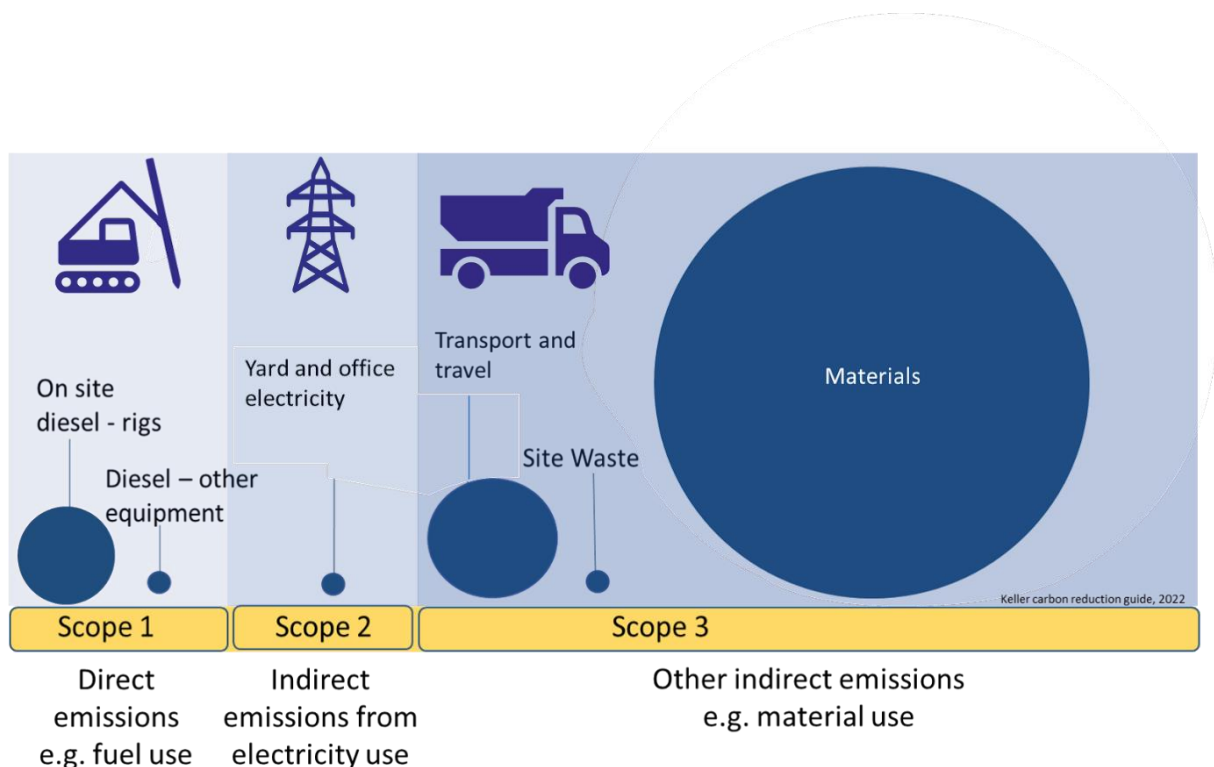 On site
diesel - rigs
Diesel – other
equipment
Yard and office
electricity
Transport and
travel
Site Waste
Materials
Keller carbon reduction guide, 2022
Scope 1
Scope 2
Scope 3
Direct
emissions
e.g. fuel use
Indirect
emissions from
electricity use
Other indirect emissions
e.g. material use